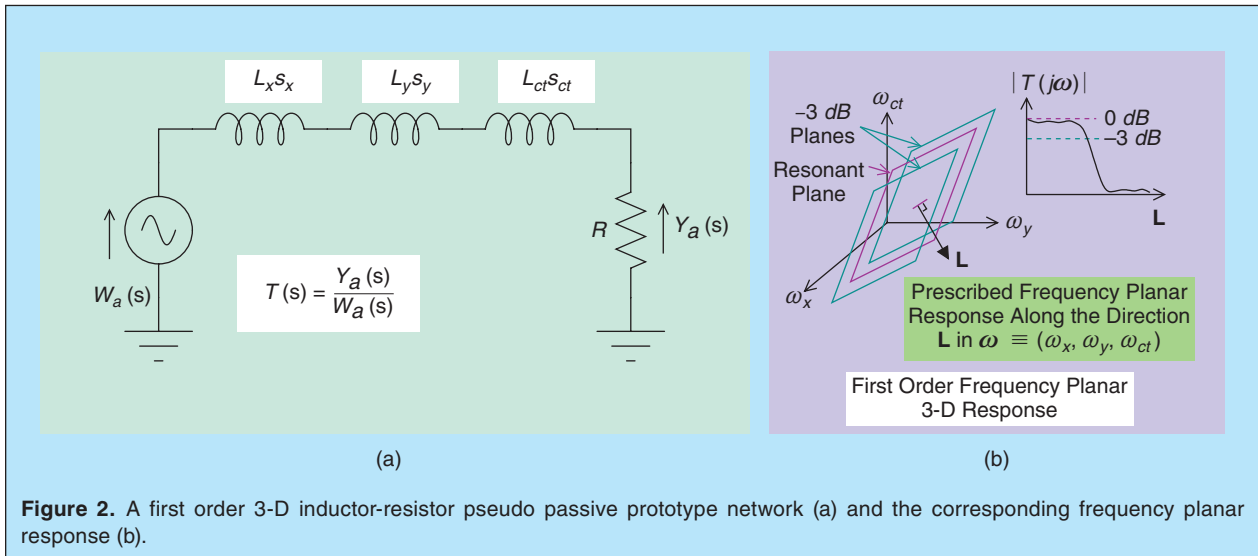 L_x s_x
L_y s_y
L_ct s_ct
W_a (s)
R
Y_a (s)
T (s) = Y_a (s) / W_a (s)
(a)
ω_ct
−3 dB
Planes
Resonant
Plane
ω_y
L
ω_x
|T (jω)|
0 dB
−3 dB
L
Prescribed Frequency Planar
Response Along the Direction
L in ω ≡ (ω_x, ω_y, ω_ct)
First Order Frequency Planar
3-D Response
(b)
Figure 2. A first order 3-D inductor-resistor pseudo passive prototype network (a) and the corresponding frequency planar
response (b).